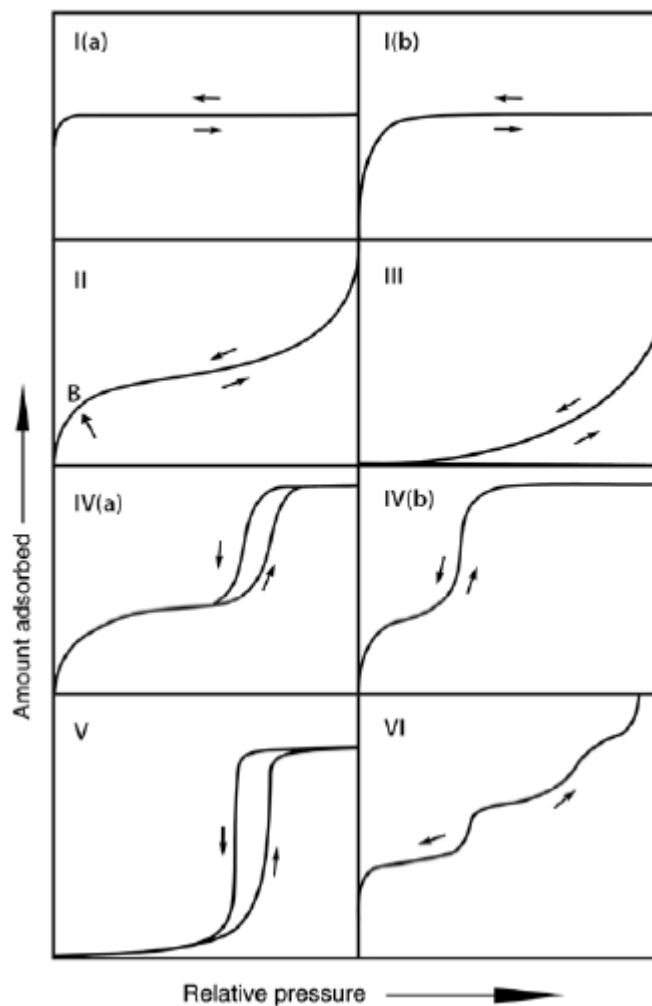 I(a)
I(b)
II
III
B
IV(a)
IV(b)
V
VI
Amount adsorbed
Relative pressure